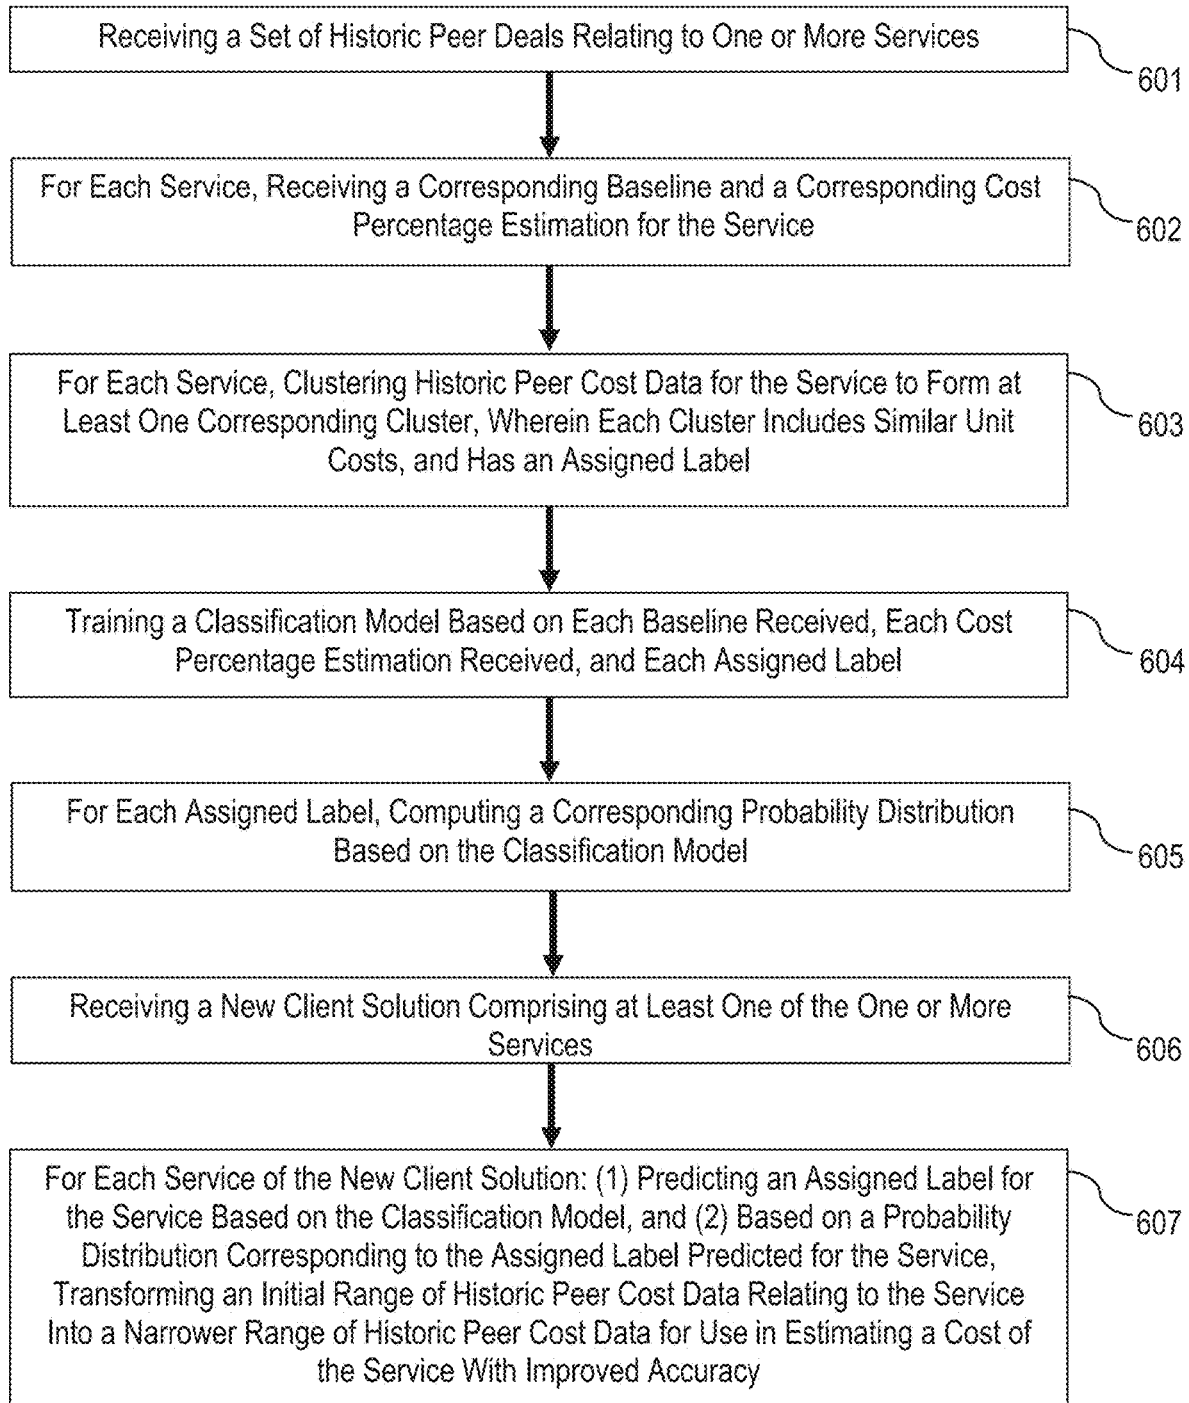 Receiving a Set of Historic Peer Deals Relating to One or More Services
601
For Each Service, Receiving a Corresponding Baseline and a Corresponding Cost
Percentage Estimation for the Service
602
For Each Service, Clustering Historic Peer Cost Data for the Service to Form at
Least One Corresponding Cluster, Wherein Each Cluster Includes Similar Unit
Costs, and Has an Assigned Label
603
Training a Classification Model Based on Each Baseline Received, Each Cost
Percentage Estimation Received, and Each Assigned Label
604
For Each Assigned Label, Computing a Corresponding Probability Distribution
Based on the Classification Model
605
Receiving a New Client Solution Comprising at Least One of the One or More
Services
606
For Each Service of the New Client Solution: (1) Predicting an Assigned Label for
the Service Based on the Classification Model, and (2) Based on a Probability
Distribution Corresponding to the Assigned Label Predicted for the Service,
Transforming an Initial Range of Historic Peer Cost Data Relating to the Service
Into a Narrower Range of Historic Peer Cost Data for Use in Estimating a Cost of
the Service With Improved Accuracy
607